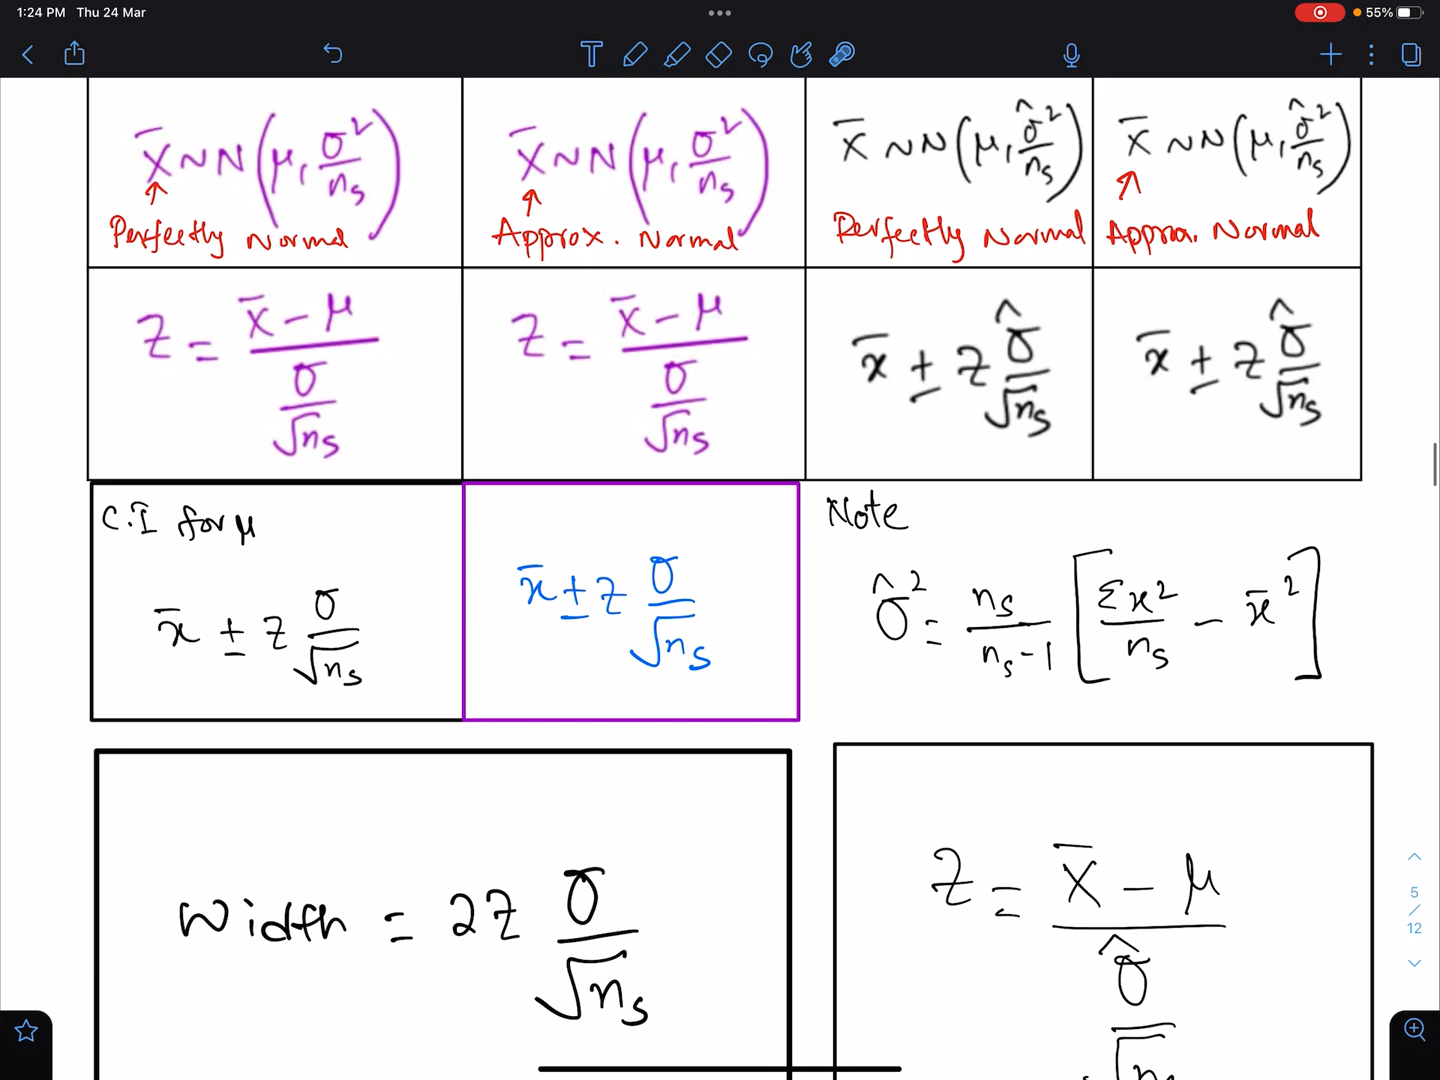 1:24 PM Thu 24 Mar
55%
X̄ ~ N(μ, σ²/nₛ)
Perfectly Normal
X̄ ~ N(μ, σ²/nₛ)
Approx. Normal
X̄ ~ N(μ, σ̂²/nₛ)
Perfectly Normal
X̄ ~ N(μ, σ̂²/nₛ)
Approx. Normal
Z = (x̄ - μ) / (σ/√nₛ)
Z = (x̄ - μ) / (σ/√nₛ)
x̄ ± Z σ̂/√nₛ
x̄ ± Z σ̂/√nₛ
C.I for μ
x̄ ± Z σ/√nₛ
x̄ ± Z σ/√nₛ
Note
σ̂² = nₛ/(nₛ-1) [Σx²/nₛ - x̄²]
Width = 2Z σ/√nₛ
Z = (X̄ - μ) / (σ̂/√n
5
/
12